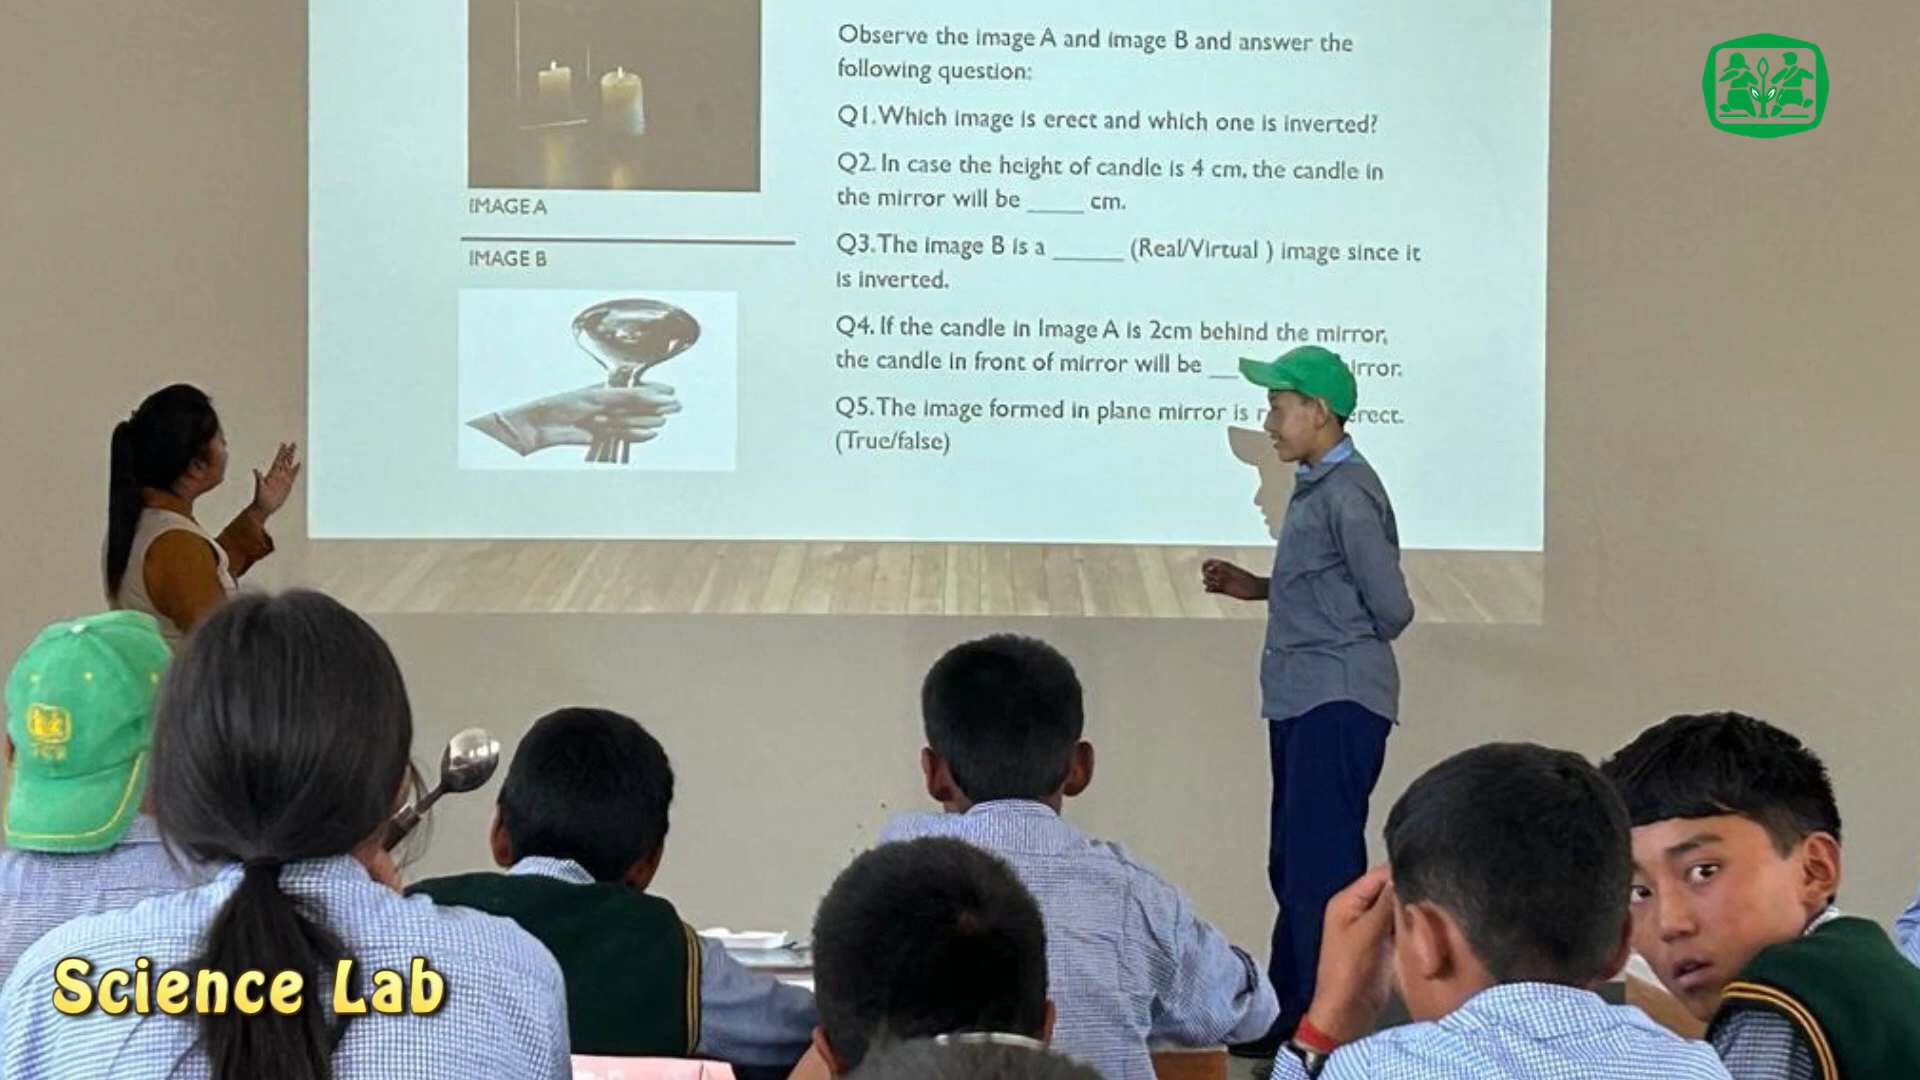 Observe the image A and image B and answer the
following question:
Q1. Which image is erect and which one is inverted?
Q2. In case the height of candle is 4 cm, the candle in
the mirror will be _____ cm.
IMAGE A
IMAGE B
Q3. The image B is a ______ (Real/Virtual ) image since it
is inverted.
Q4. If the candle in Image A is 2cm behind the mirror,
the candle in front of mirror will be ___
Q5. The image formed in plane mirror is erect.
(True/false)
Science Lab